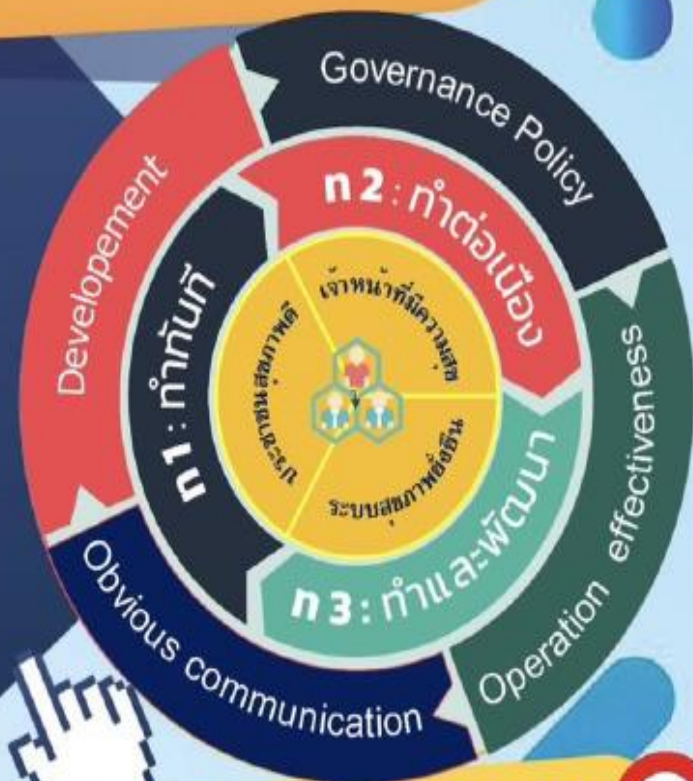 Governance Policy
Operation effectiveness
Obvious communication
Developement
ท1 : ทำทันที
ท2 : ทำต่อเนื่อง
ท3 : ทำและพัฒนา
เจ้าหน้าที่มีความสุข
ระบบสุขภาพยั่งยืน
ประชาชนสุขภาพดี